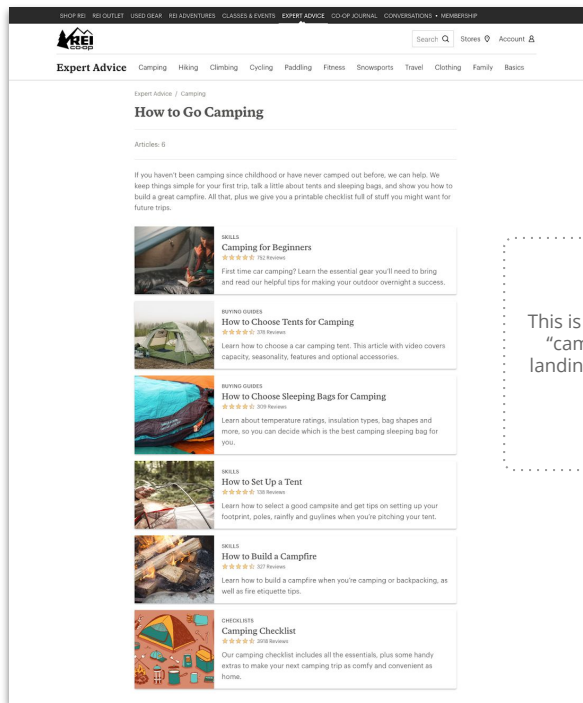 SHOP REI REI OUTLET USED GEAR REI ADVENTURES CLASSES & EVENTS EXPERT ADVICE CO-OP JOURNAL CONVERSATIONS • MEMBERSHIP
REI
co-op
Search Stores Account
Expert Advice Camping Hiking Climbing Cycling Paddling Fitness Snowsports Travel Clothing Family Basics
Expert Advice / Camping
How to Go Camping
Articles: 6
If you haven't been camping since childhood or have never camped out before, we can help. We
keep things simple for your first trip, talk a little about tents and sleeping bags, and show you how to
build a great campfire. All that, plus we give you a printable checklist full of stuff you might want for
future trips.
SKILLS
Camping for Beginners
752 Reviews
First time car camping? Learn the essential gear you'll need to bring
and read our helpful tips for making your outdoor overnight a success.
BUYING GUIDES
How to Choose Tents for Camping
Reviews
Learn how to choose a car camping tent. This article with video covers
capacity, seasonality, features and optional accessories.
BUYING GUIDES
How to Choose Sleeping Bags for Camping
Reviews
Learn about temperature ratings, insulation types, bag shapes and
more, so you can decide which is the best camping sleeping bag for
you.
SKILLS
How to Set Up a Tent
Reviews
Learn how to select a good campsite and get tips on setting up your
footprint, poles, rainfly and guylines when you're pitching your tent.
SKILLS
How to Build a Campfire
327 Reviews
Learn how to build a campfire when you're camping or backpacking, as
well as fire etiquette tips.
CHECKLISTS
Camping Checklist
Reviews
Our camping checklist includes all the essentials, plus some handy
extras to make your next camping trip as comfy and convenient as
home.
This is
“cam
landin